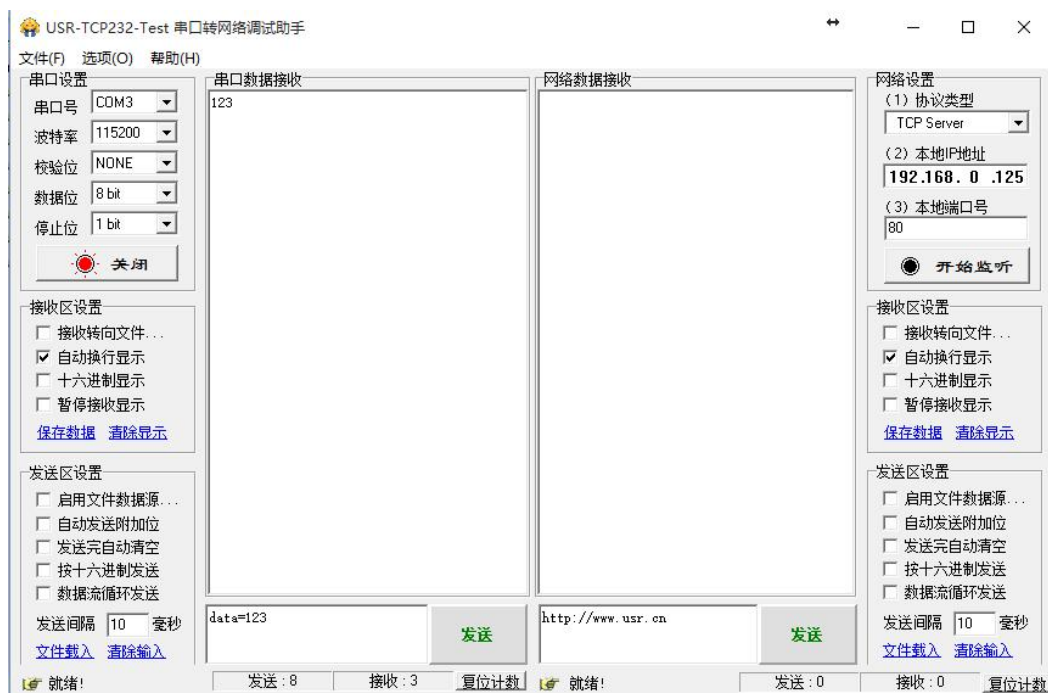 USR-TCP232-Test 串口转网络调试助手
文件(F) 选项(O) 帮助(H)
串口设置
串口号 COM3
波特率 115200
校验位 NONE
数据位 8 bit
停止位 1 bit
关闭
接收区设置
接收转向文件...
自动换行显示
十六进制显示
暂停接收显示
保存数据 清除显示
发送区设置
启用文件数据源...
自动发送附加位
发送完自动清空
按十六进制发送
数据流循环发送
发送间隔 10 毫秒
文件载入 清除输入
串口数据接收
123
data=123
发送
网络数据接收
http://www.usr.cn
发送
网络设置
(1) 协议类型
TCP Server
(2) 本地IP地址
192.168. 0 .125
(3) 本地端口号
80
开始监听
接收区设置
接收转向文件...
自动换行显示
十六进制显示
暂停接收显示
保存数据 清除显示
发送区设置
启用文件数据源...
自动发送附加位
发送完自动清空
按十六进制发送
数据流循环发送
发送间隔 10 毫秒
文件载入 清除输入
就绪! 发送:8 接收:3 复位计数 就绪! 发送:0 接收:0 复位计数